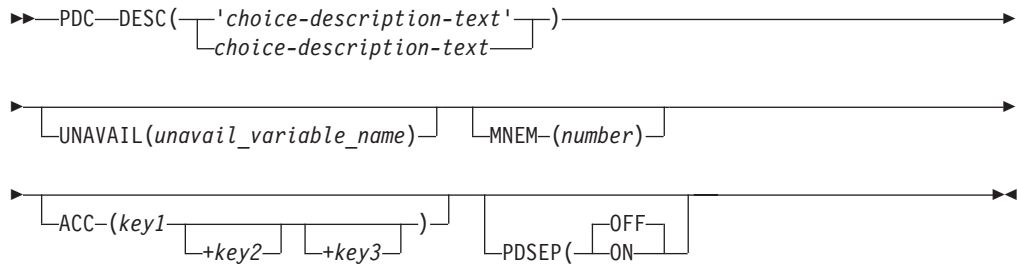 PDC DESC( 'choice-description-text' )
choice-description-text
UNAVAIL(unavail_variable_name) MNEM (number)
ACC (key1 +key2 +key3 )
OFF
PDSEP( ON